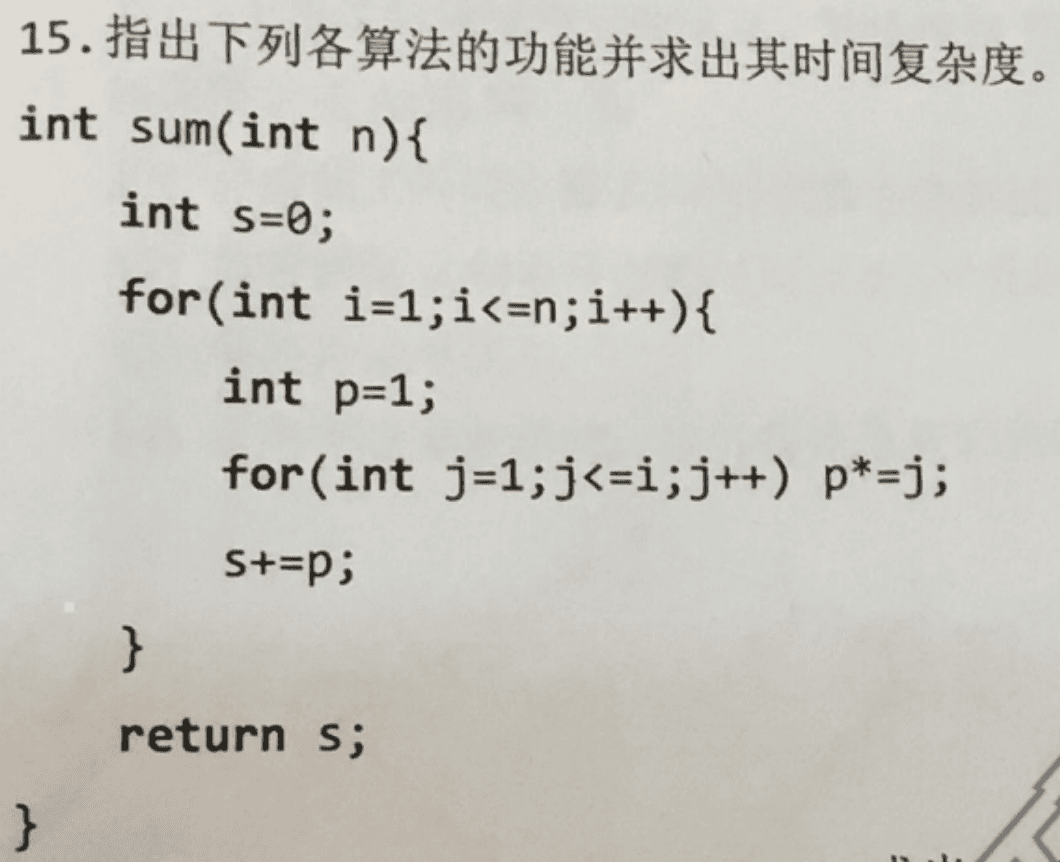 15.指出下列各算法的功能并求出其时间复杂度。
int sum(int n){
int s=0;
for(int i=1;i<=n;i++){
int p=1;
for(int j=1;j<=i;j++) p*=j;
s+=p;
}
return s;
}